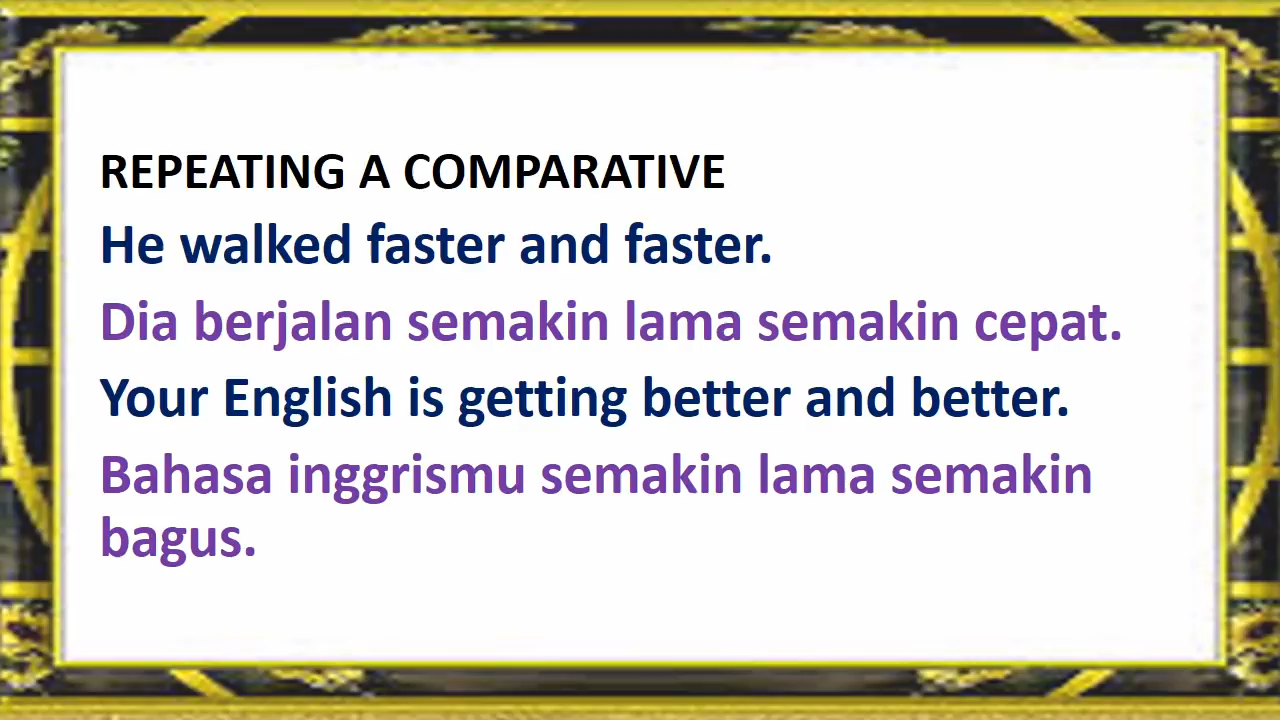 REPEATING A COMPARATIVE
He walked faster and faster.
Dia berjalan semakin lama semakin cepat.
Your English is getting better and better.
Bahasa inggrismu semakin lama semakin
bagus.